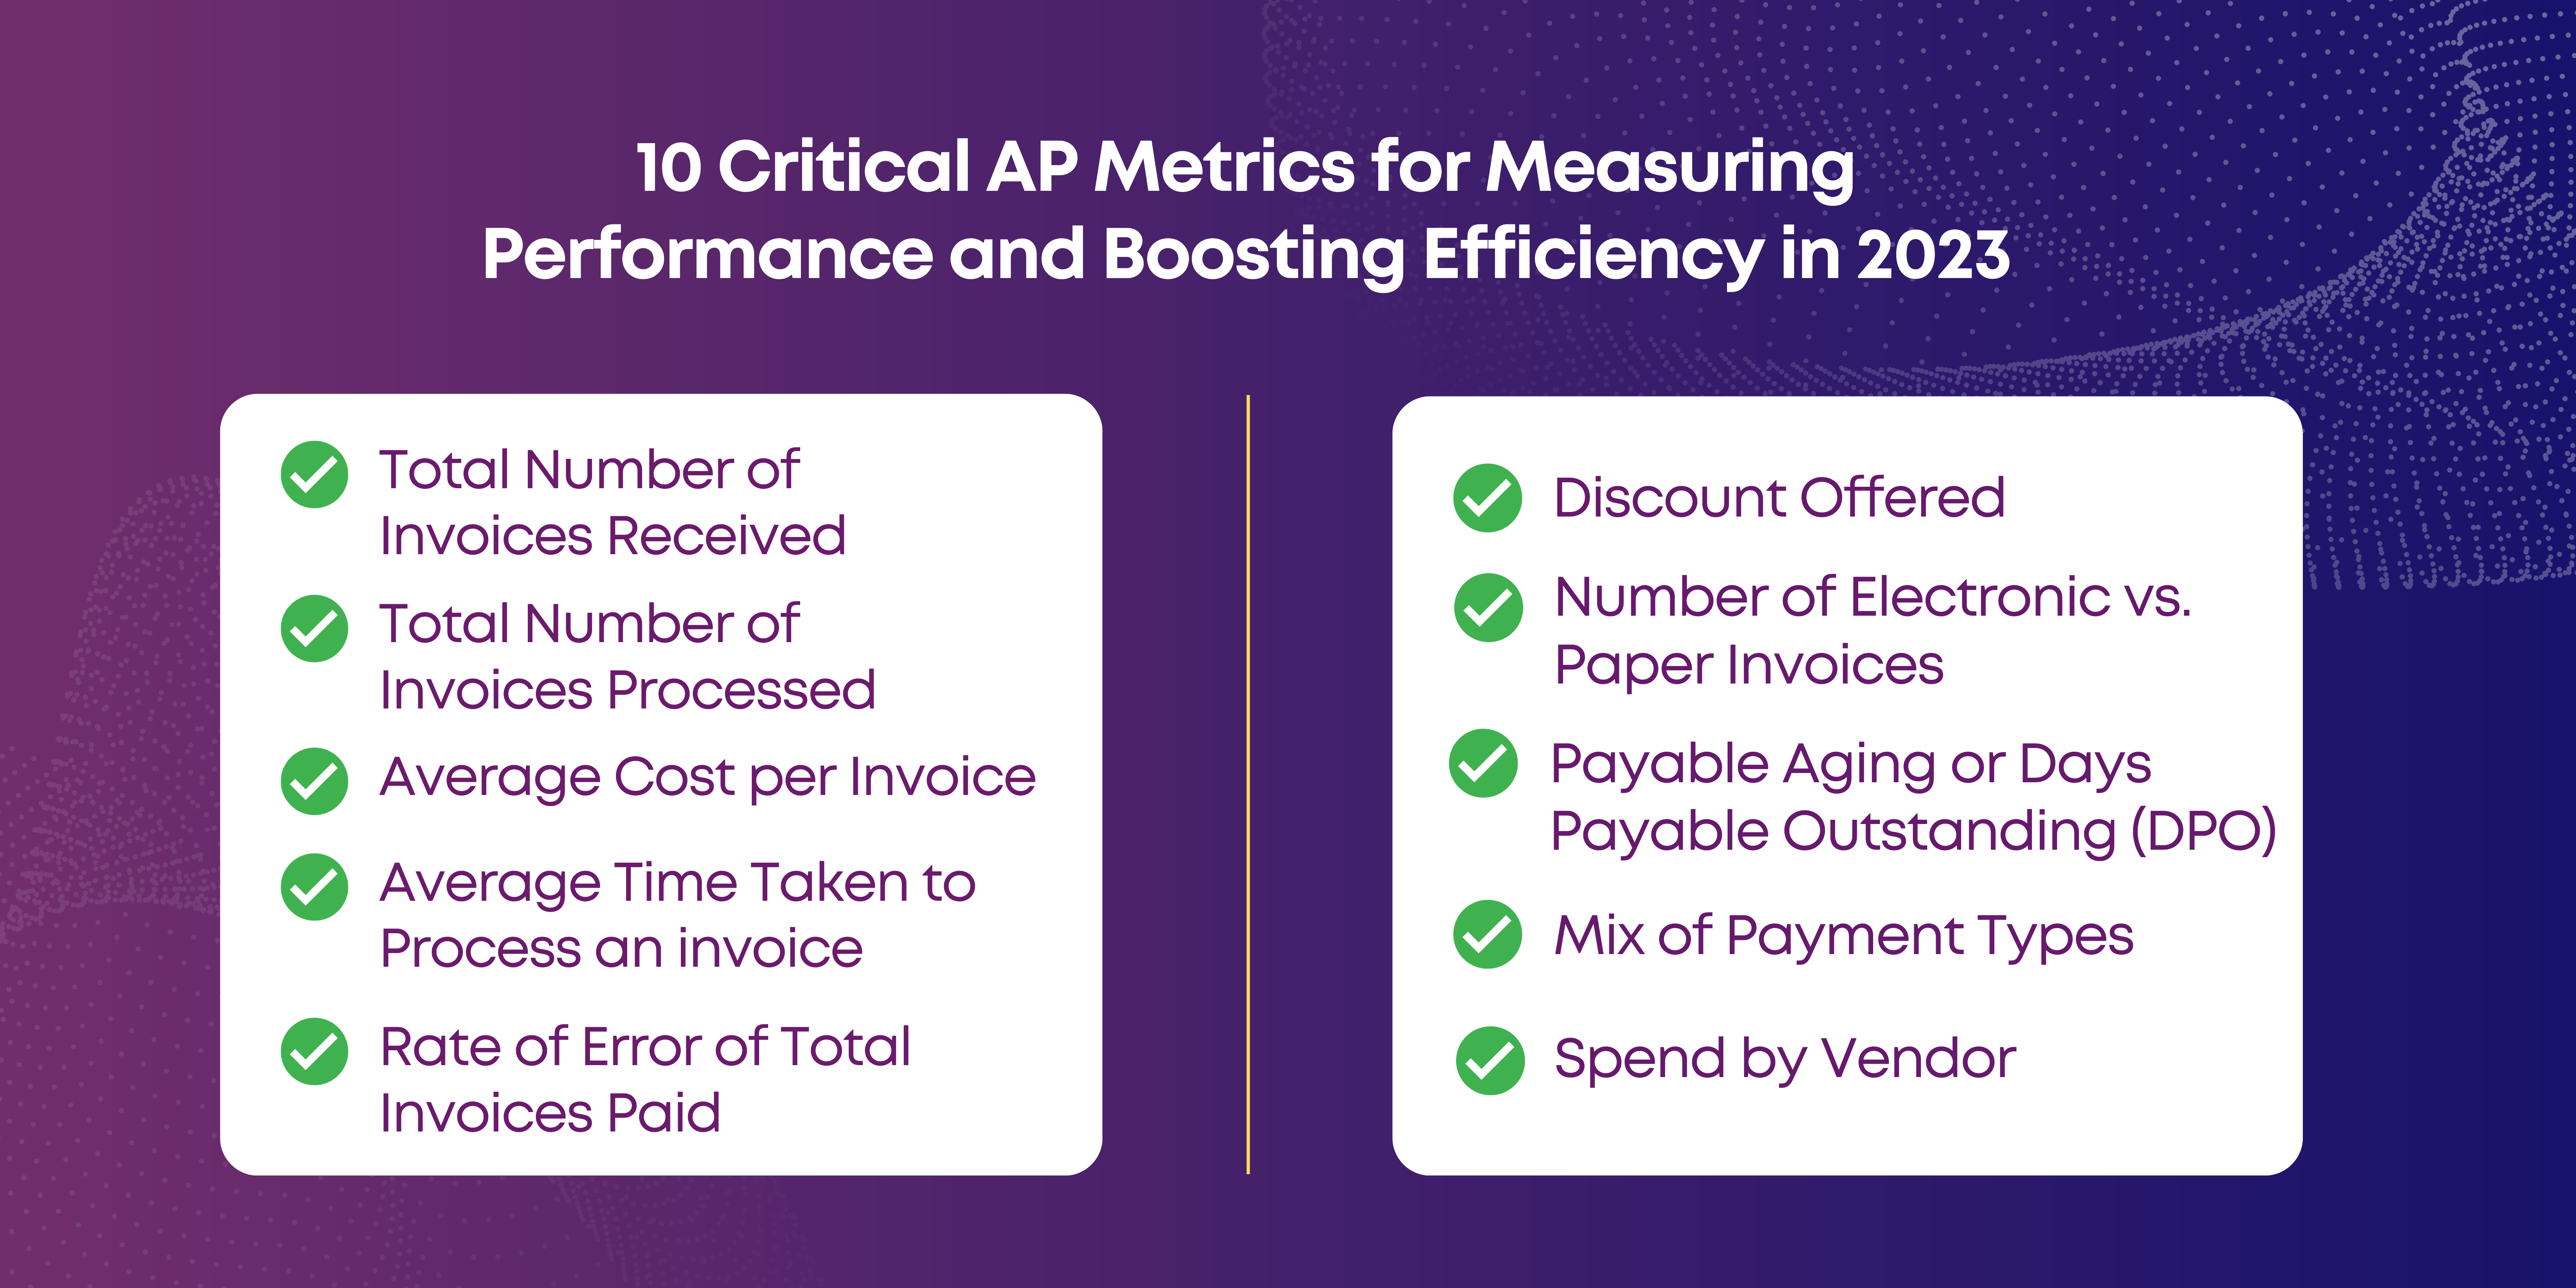 10 Critical AP Metrics for Measuring
Performance and Boosting Efficiency in 2023
Total Number of
Invoices Received
Total Number of
Invoices Processed
Average Cost per Invoice
Average Time Taken to
Process an invoice
Rate of Error of Total
Invoices Paid
Discount Offered
Number of Electronic vs.
Paper Invoices
Payable Aging or Days
Payable Outstanding (DPO)
Mix of Payment Types
Spend by Vendor